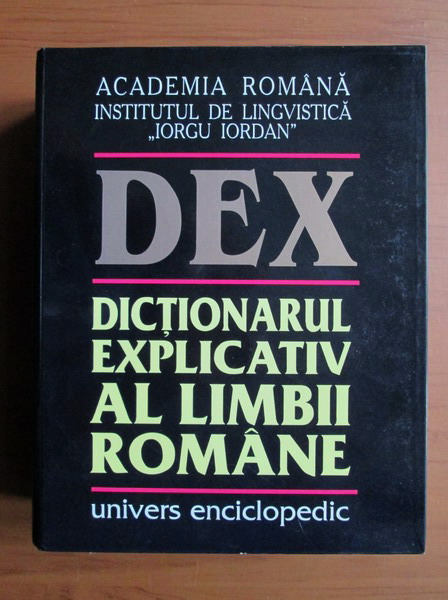 ACADEMIA ROMÂNĂ
INSTITUTUL DE LINGVISTICĂ
„IORGU IORDAN”
DEX
DICȚIONARUL
EXPLICATIV
AL LIMBII
ROMÂNE
univers enciclopedic